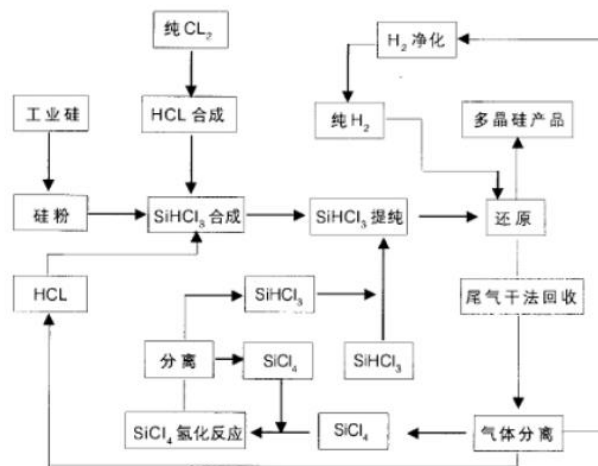 纯CL₂
H₂净化
工业硅
HCL合成
纯H₂
多晶硅产品
硅粉
SiHCl₃合成
SiHCl₃提纯
还原
HCL
SiHCl₃
尾气干法回收
分离
SiCl₄
SiHCl₃
SiCl₄氢化反应
SiCl₄
气体分离